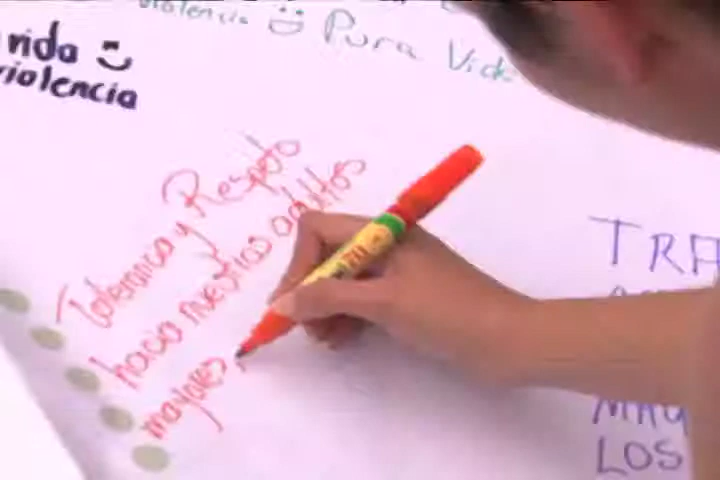 violencia Pura Vida
vida
violencia
Tolerancia y Respeto
hacia nuestros adultos
mayores,
TRA
LOS